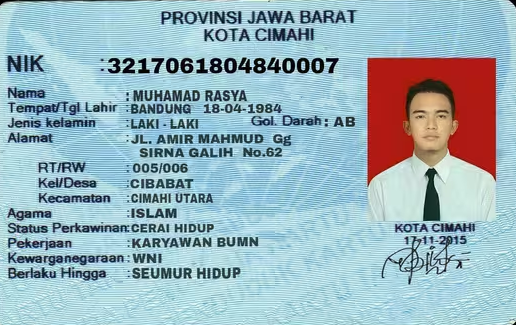 PROVINSI JAWA BARAT
KOTA CIMAHI
NIK : 3217061804840007
Nama : MUHAMAD RASYA
Tempat/Tgl Lahir : BANDUNG 18-04-1984
Jenis kelamin : LAKI - LAKI Gol. Darah : AB
Alamat : JL. AMIR MAHMUD Gg
SIRNA GALIH No.62
RT/RW : 005/006
Kel/Desa : CIBABAT
Kecamatan : CIMAHI UTARA
Agama : ISLAM
Status Perkawinan: CERAI HIDUP
Pekerjaan : KARYAWAN BUMN
Kewarganegaraan : WNI
Berlaku Hingga : SEUMUR HIDUP
KOTA CIMAHI
17-11-2015